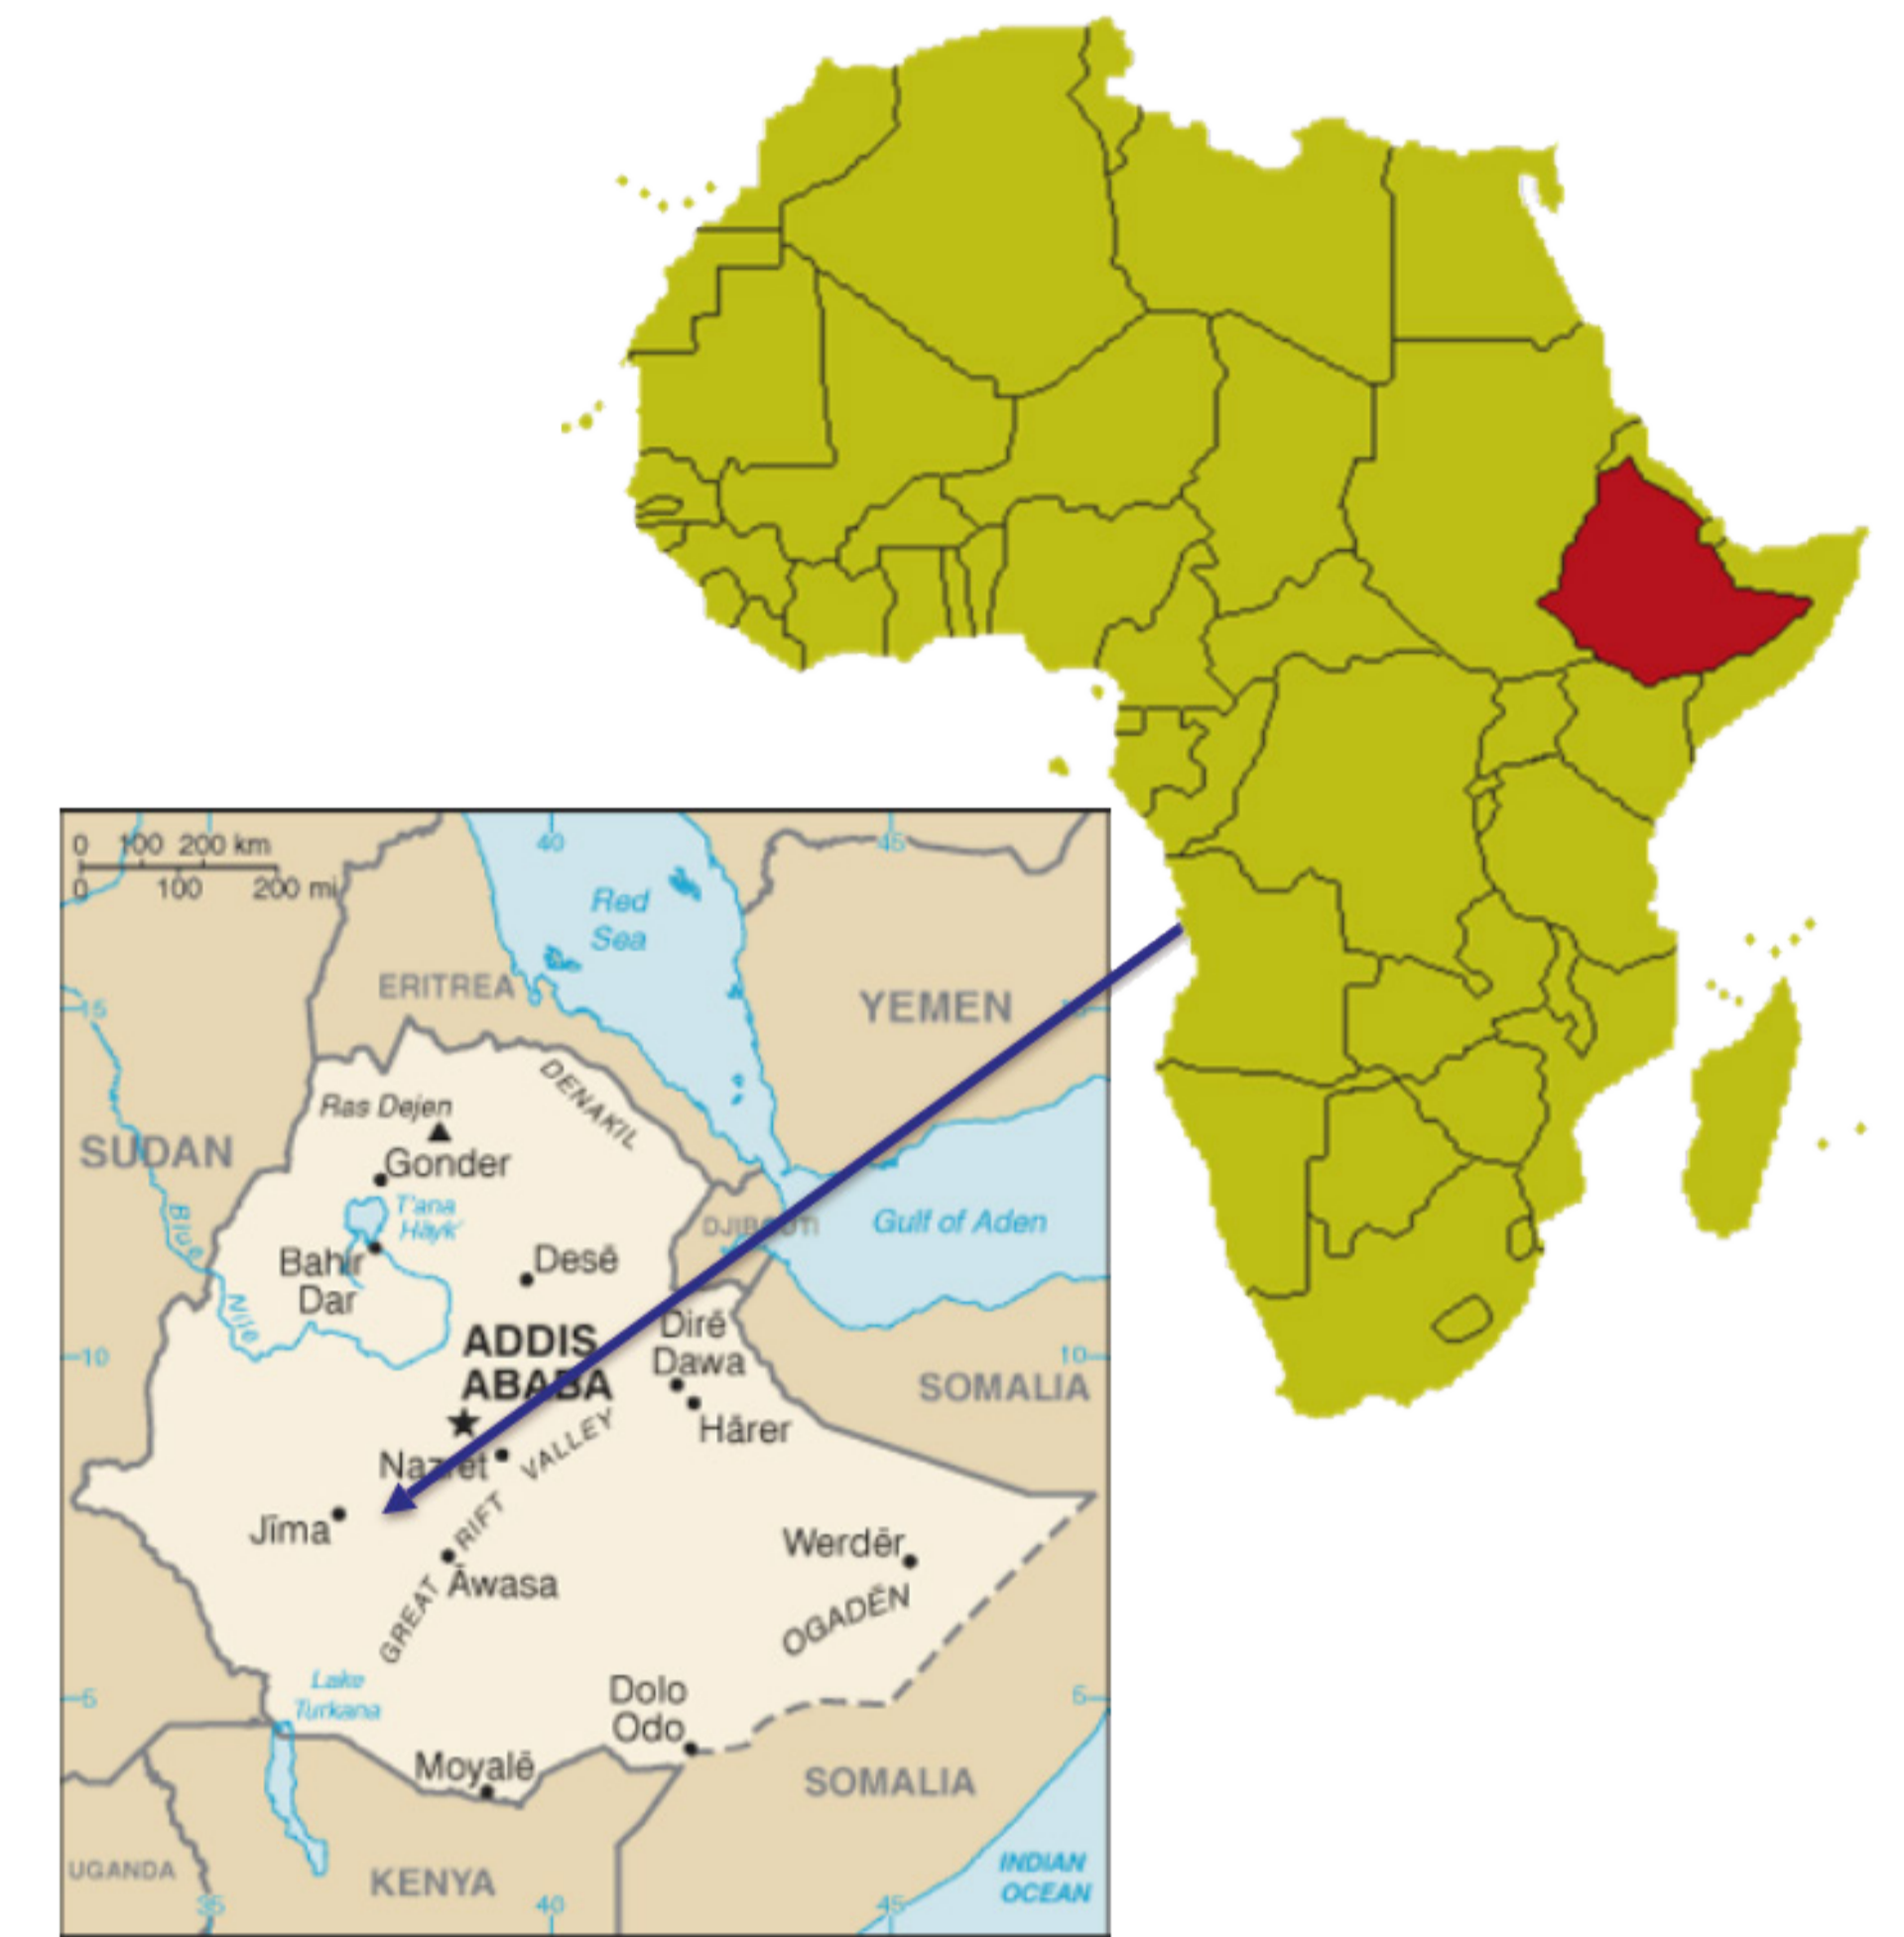 0 100 200 km
0 100 200 mi
40
45
Red
Sea
ERITREA
YEMEN
15
DENAKIL
Ras Dejen
SUDAN
Gonder
T'ana
Hāyk'
Blue
Nile
DJIBOUTI
Gulf of Aden
Bahir
Dar
Desē
ADDIS
ABABA
Dirē
Dawa
10
10
SOMALIA
Hārer
Nazrēt
GREAT RIFT VALLEY
Jīma
Āwasa
Werdēr
OGADĒN
Lake
Turkana
5
5
Dolo
Odo
Moyalē
SOMALIA
UGANDA
KENYA
INDIAN
OCEAN
35
40
45